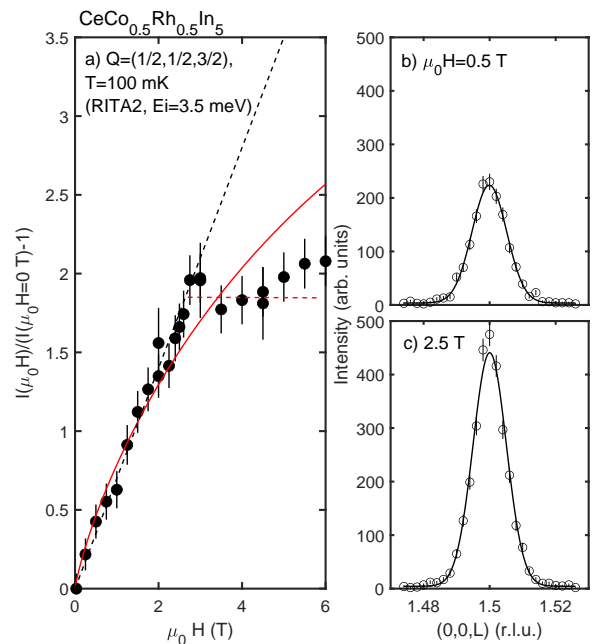 CeCo0.5Rh0.5In5
a) Q=(1/2,1/2,3/2),
T=100 mK
(RITA2, Ei=3.5 meV)
I(μ0H)/(I(μ0H=0 T)-1)
3.5
3
2.5
2
1.5
1
0.5
0
0 2 4 6
μ0 H (T)
b) μ0H=0.5 T
500
400
300
200
100
0
Intensity (arb. units)
c) 2.5 T
500
400
300
200
100
0
1.48 1.5 1.52
(0,0,L) (r.l.u.)